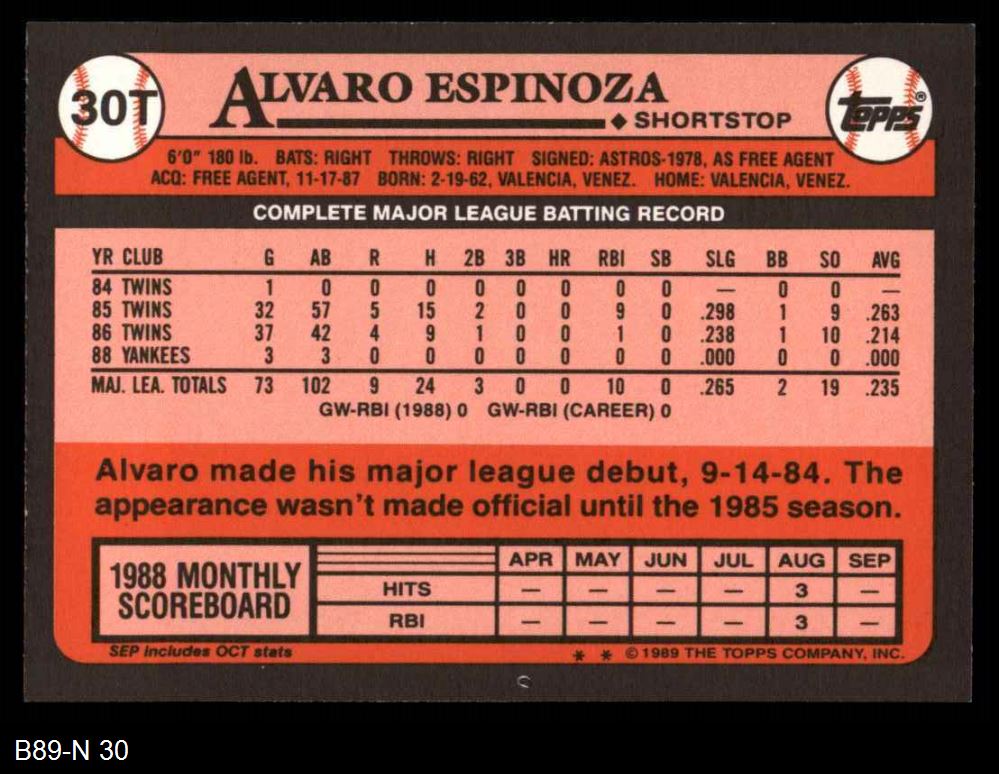 30T
ALVARO ESPINOZA
◆ SHORTSTOP
TOPPS®
6'0" 180 lb. BATS: RIGHT THROWS: RIGHT SIGNED: ASTROS-1978, AS FREE AGENT
ACQ: FREE AGENT, 11-17-87 BORN: 2-19-62, VALENCIA, VENEZ. HOME: VALENCIA, VENEZ.
COMPLETE MAJOR LEAGUE BATTING RECORD
YR CLUB G AB R H 2B 3B HR RBI SB SLG BB SO AVG
84 TWINS 1 0 0 0 0 0 0 0 0 — 0 0 —
85 TWINS 32 57 5 15 2 0 0 9 0 .298 1 9 .263
86 TWINS 37 42 4 9 1 0 0 1 0 .238 1 10 .214
88 YANKEES 3 3 0 0 0 0 0 0 0 .000 0 0 .000
MAJ. LEA. TOTALS 73 102 9 24 3 0 0 10 0 .265 2 19 .235
GW-RBI (1988) 0 GW-RBI (CAREER) 0
Alvaro made his major league debut, 9-14-84. The
appearance wasn't made official until the 1985 season.
1988 MONTHLY
SCOREBOARD
APR MAY JUN JUL AUG SEP
HITS — — — — 3 —
RBI — — — — 3 —
SEP includes OCT stats
* * © 1989 THE TOPPS COMPANY, INC.
B89-N 30